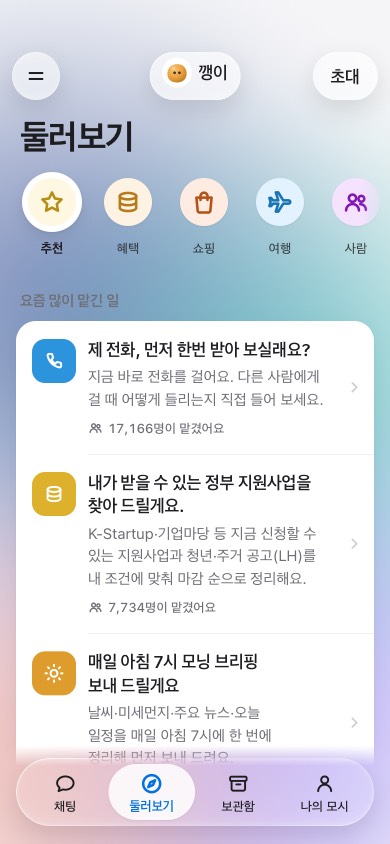 깽이
초대
둘러보기
추천
혜택
쇼핑
여행
사람
요즘 많이 맡긴 일
제 전화, 먼저 한번 받아 보실래요?
지금 바로 전화를 걸어요. 다른 사람에게
걸 때 어떻게 들리는지 직접 들어 보세요.
17,166명이 맡겼어요
내가 받을 수 있는 정부 지원사업을
찾아 드릴게요.
K-Startup·기업마당 등 지금 신청할 수
있는 지원사업과 청년·주거 공고(LH)를
내 조건에 맞춰 마감 순으로 정리해요.
7,734명이 맡겼어요
매일 아침 7시 모닝 브리핑
보내 드릴게요
날씨·미세먼지·주요 뉴스·오늘
일정을 매일 아침 7시에 한 번에
정리해 먼저 보내 드려요.
채팅
둘러보기
보관함
나의 모시